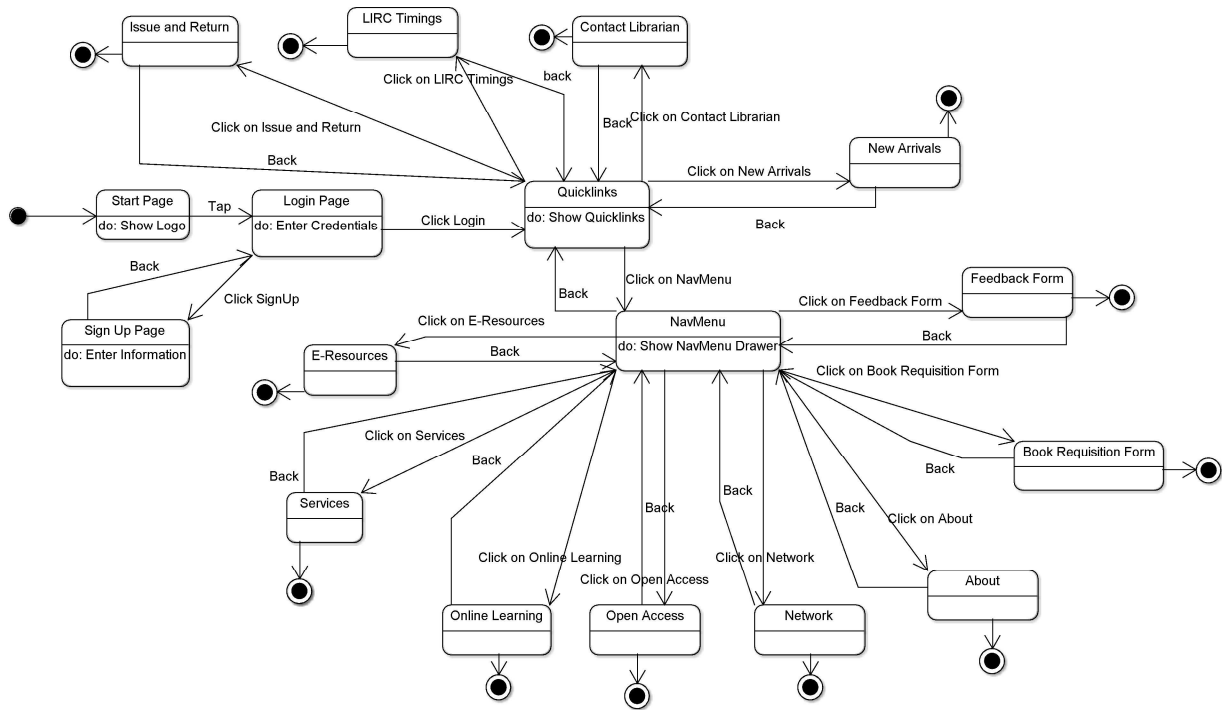 Issue and Return
LIRC Timings
Contact Librarian
Click on LIRC Timings
back
Back
Click on Contact Librarian
Click on Issue and Return
Back
New Arrivals
Click on New Arrivals
Back
Start Page
do: Show Logo
Tap
Login Page
do: Enter Credentials
Click Login
Quicklinks
do: Show Quicklinks
Back
Click SignUp
Sign Up Page
do: Enter Information
Back
Click on NavMenu
Feedback Form
Click on Feedback Form
Back
NavMenu
do: Show NavMenu Drawer
Click on E-Resources
Back
E-Resources
Click on Book Requisition Form
Book Requisition Form
Back
Click on Services
Back
Services
Back
Click on Online Learning
Online Learning
Back
Click on Open Access
Open Access
Back
Click on Network
Network
Back
Click on About
About